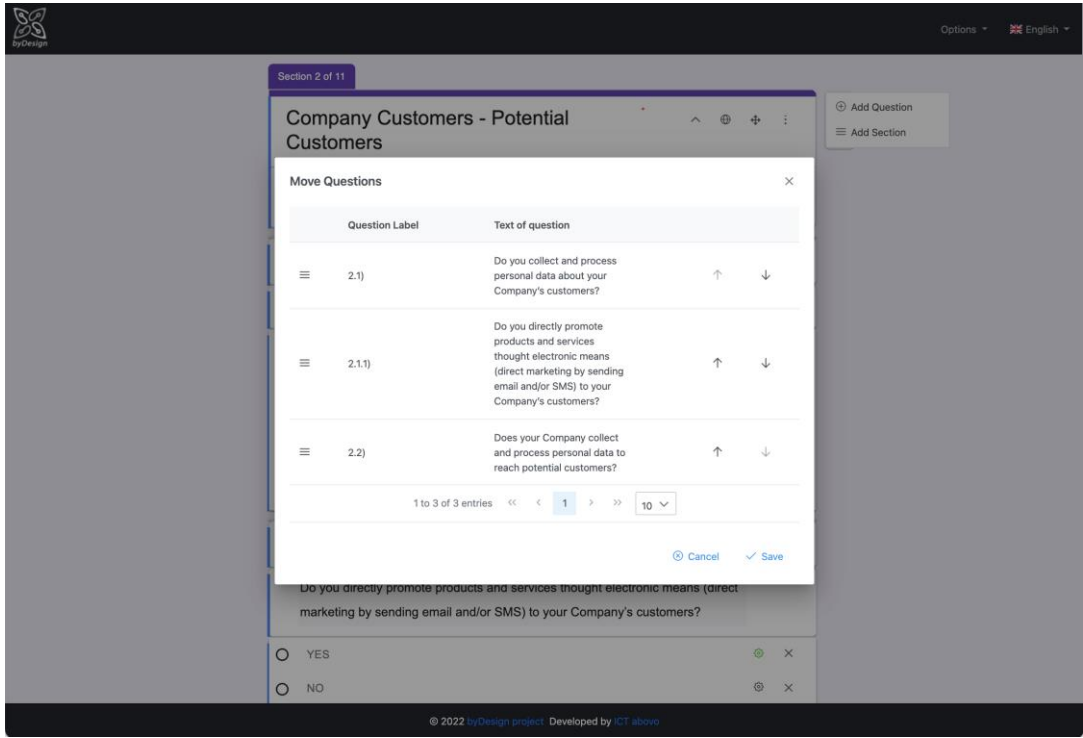 byDesign
Options
English
Section 2 of 11
Company Customers - Potential
Customers
Add Question
Add Section
Move Questions
Question Label Text of question
2.1) Do you collect and process
personal data about your
Company's customers?
2.1.1) Do you directly promote
products and services
thought electronic means
(direct marketing by sending
email and/or SMS) to your
Company's customers?
2.2) Does your Company collect
and process personal data to
reach potential customers?
1 to 3 of 3 entries << < 1 > >> 10
Cancel Save
Do you directly promote products and services thought electronic means (direct
marketing by sending email and/or SMS) to your Company's customers?
YES
NO
© 2022 byDesign project Developed by ICT abovo